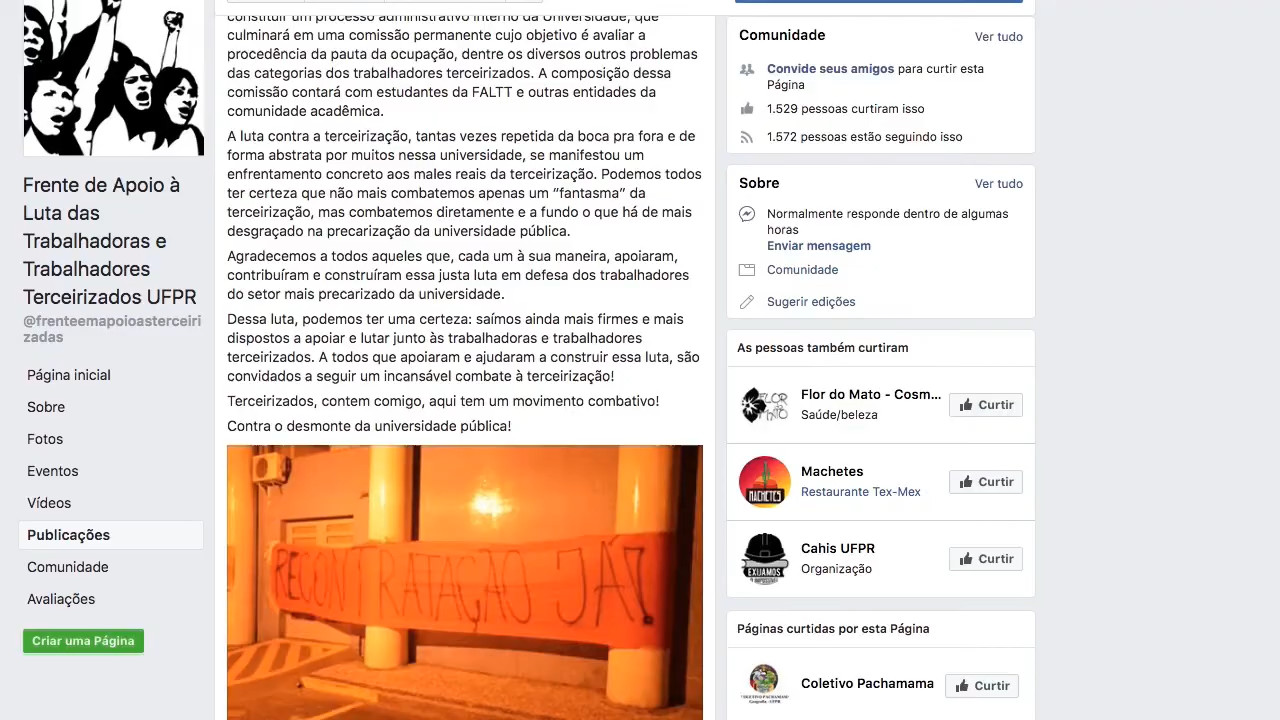 Frente de Apoio à
Luta das
Trabalhadoras e
Trabalhadores
Terceirizados UFPR
@frenteemapoioasterceiri
zadas
Página inicial
Sobre
Fotos
Eventos
Vídeos
Publicações
Comunidade
Avaliações
Criar uma Página
constituir um processo administrativo interno da Universidade, que
culminará em uma comissão permanente cujo objetivo é avaliar a
procedência da pauta da ocupação, dentre os diversos outros problemas
das categorias dos trabalhadores terceirizados. A composição dessa
comissão contará com estudantes da FALTT e outras entidades da
comunidade acadêmica.
A luta contra a terceirização, tantas vezes repetida da boca pra fora e de
forma abstrata por muitos nessa universidade, se manifestou um
enfrentamento concreto aos males reais da terceirização. Podemos todos
ter certeza que não mais combatemos apenas um “fantasma” da
terceirização, mas combatemos diretamente e a fundo o que há de mais
desgraçado na precarização da universidade pública.
Agradecemos a todos aqueles que, cada um à sua maneira, apoiaram,
contribuíram e construíram essa justa luta em defesa dos trabalhadores
do setor mais precarizado da universidade.
Dessa luta, podemos ter uma certeza: saímos ainda mais firmes e mais
dispostos a apoiar e lutar junto às trabalhadoras e trabalhadores
terceirizados. A todos que apoiaram e ajudaram a construir essa luta, são
convidados a seguir um incansável combate à terceirização!
Terceirizados, contem comigo, aqui tem um movimento combativo!
Contra o desmonte da universidade pública!
RECONTRATAÇÃO JÁ!
Comunidade
Ver tudo
Convide seus amigos para curtir esta
Página
1.529 pessoas curtiram isso
1.572 pessoas estão seguindo isso
Sobre
Ver tudo
Normalmente responde dentro de algumas
horas
Enviar mensagem
Comunidade
Sugerir edições
As pessoas também curtiram
FLOR DO MATO
Flor do Mato - Cosm...
Saúde/beleza
Curtir
MACHETES
Machetes
Restaurante Tex-Mex
Curtir
EXIJAMOS
Cahis UFPR
Organização
Curtir
Páginas curtidas por esta Página
Coletivo Pachamama
Curtir